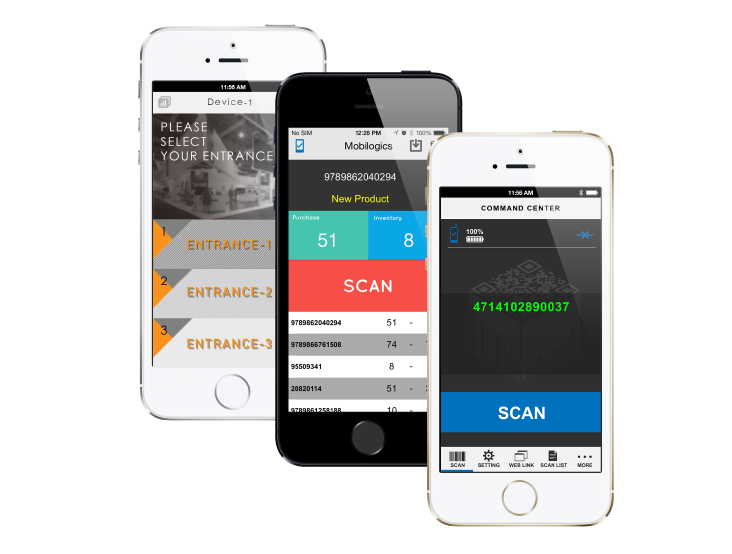 11:56 AM
Device-1
PLEASE
SELECT
YOUR ENTRANCE
1
ENTRANCE-1
2
ENTRANCE-2
3
ENTRANCE-3
No SIM 12:26 PM 100%
Mobilogics
9789862040294
New Product
Purchase Inventory
51 8
SCAN
9789862040294 51 -
9789866761508 74 -
95509341 8 -
20820114 51 -
9789861258188 10 -
11:56 AM
COMMAND CENTER
100%
4714102890037
SCAN
SCAN SETTING WEB LINK SCAN LIST MORE